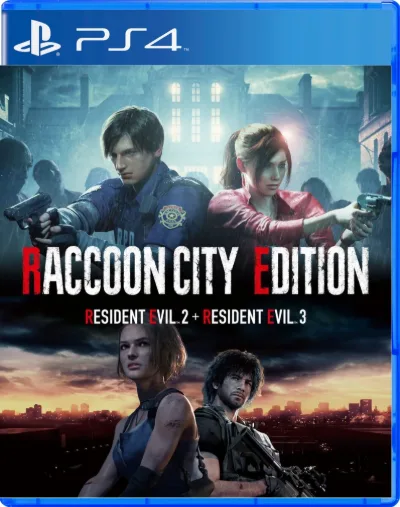 PS4
RACCOON CITY EDITION
RESIDENT EVIL 2 + RESIDENT EVIL 3